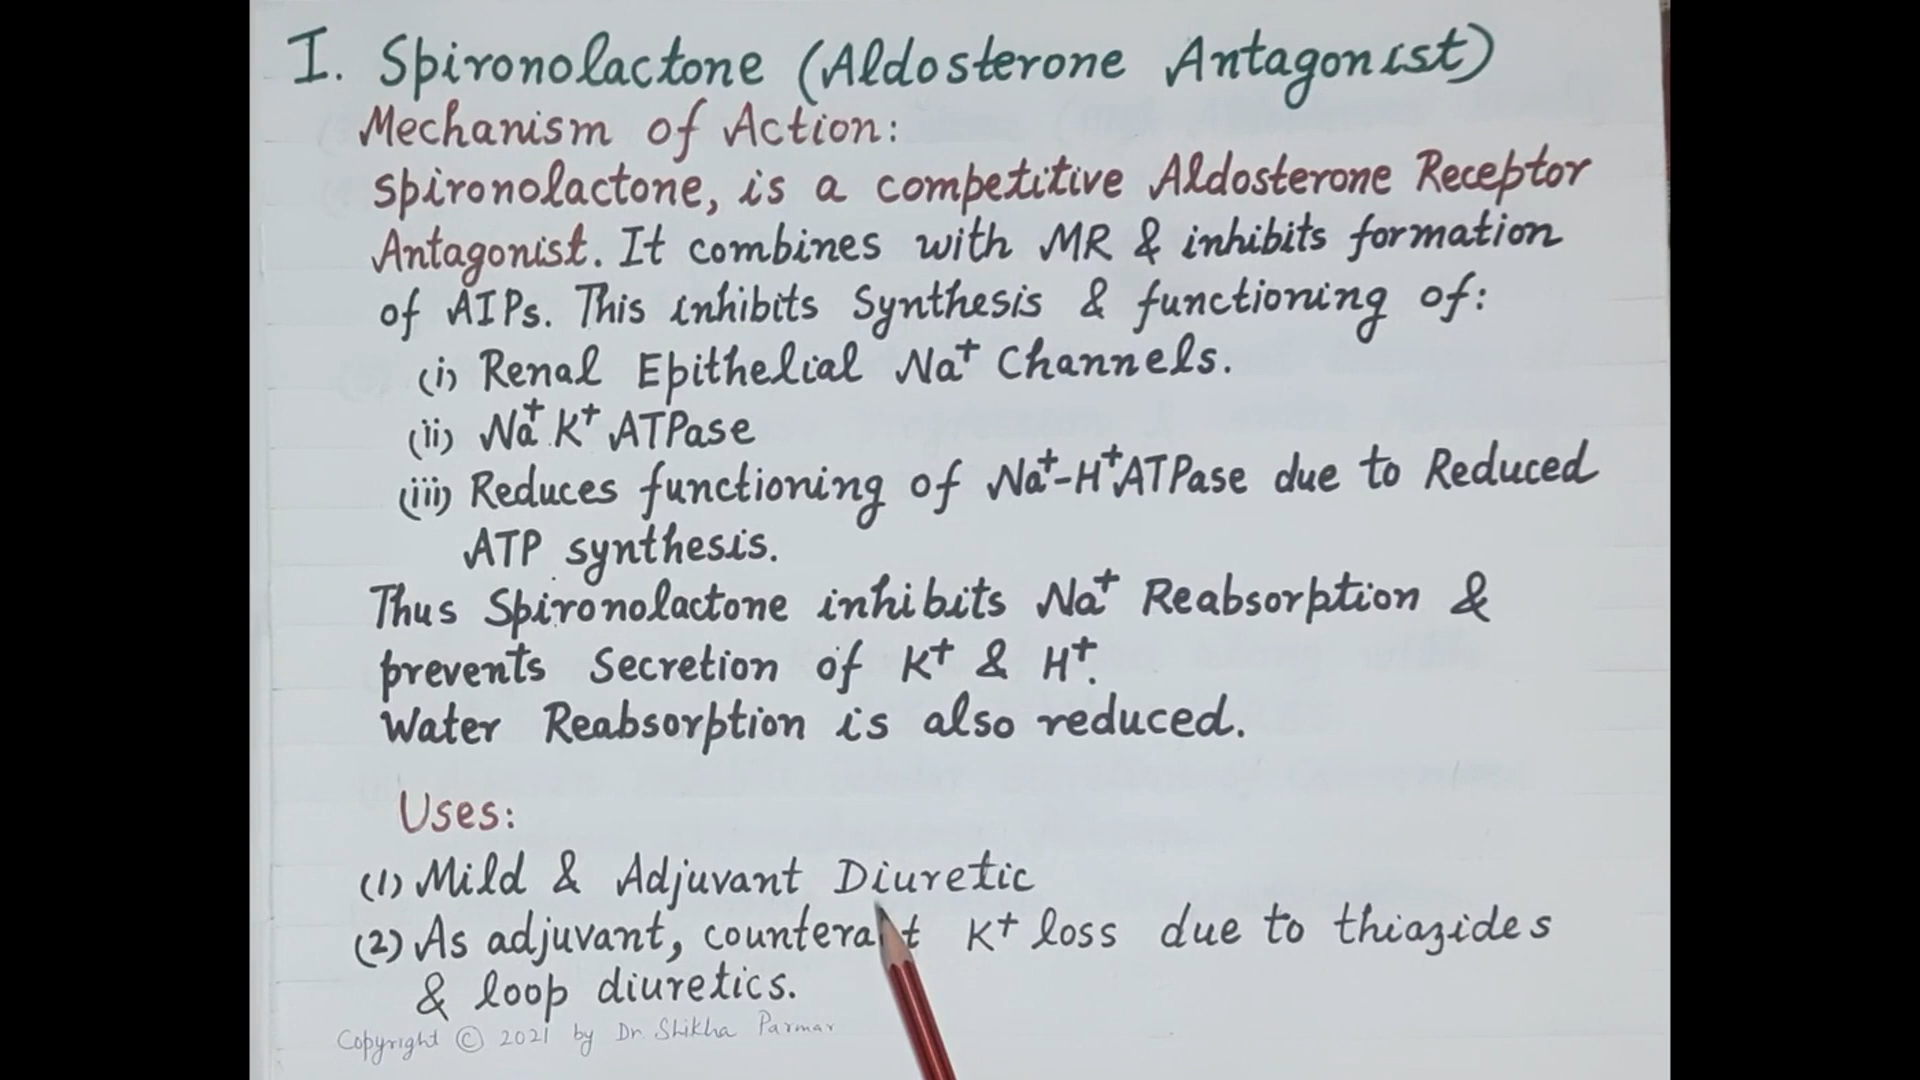 I. Spironolactone (Aldosterone Antagonist)
Mechanism of Action:
Spironolactone, is a competitive Aldosterone Receptor
Antagonist. It combines with MR & inhibits formation
of AIPs. This inhibits Synthesis & functioning of:
(i) Renal Epithelial Na⁺ Channels.
(ii) Na⁺ K⁺ ATPase
(iii) Reduces functioning of Na⁺-H⁺ATPase due to Reduced
ATP synthesis.
Thus Spironolactone inhibits Na⁺ Reabsorption &
prevents Secretion of K⁺ & H⁺.
Water Reabsorption is also reduced.
Uses:
(1) Mild & Adjuvant Diuretic
(2) As adjuvant, counteract K⁺ loss due to thiazides
& loop diuretics.
Copyright © 2021 by Dr. Shikha Parmar